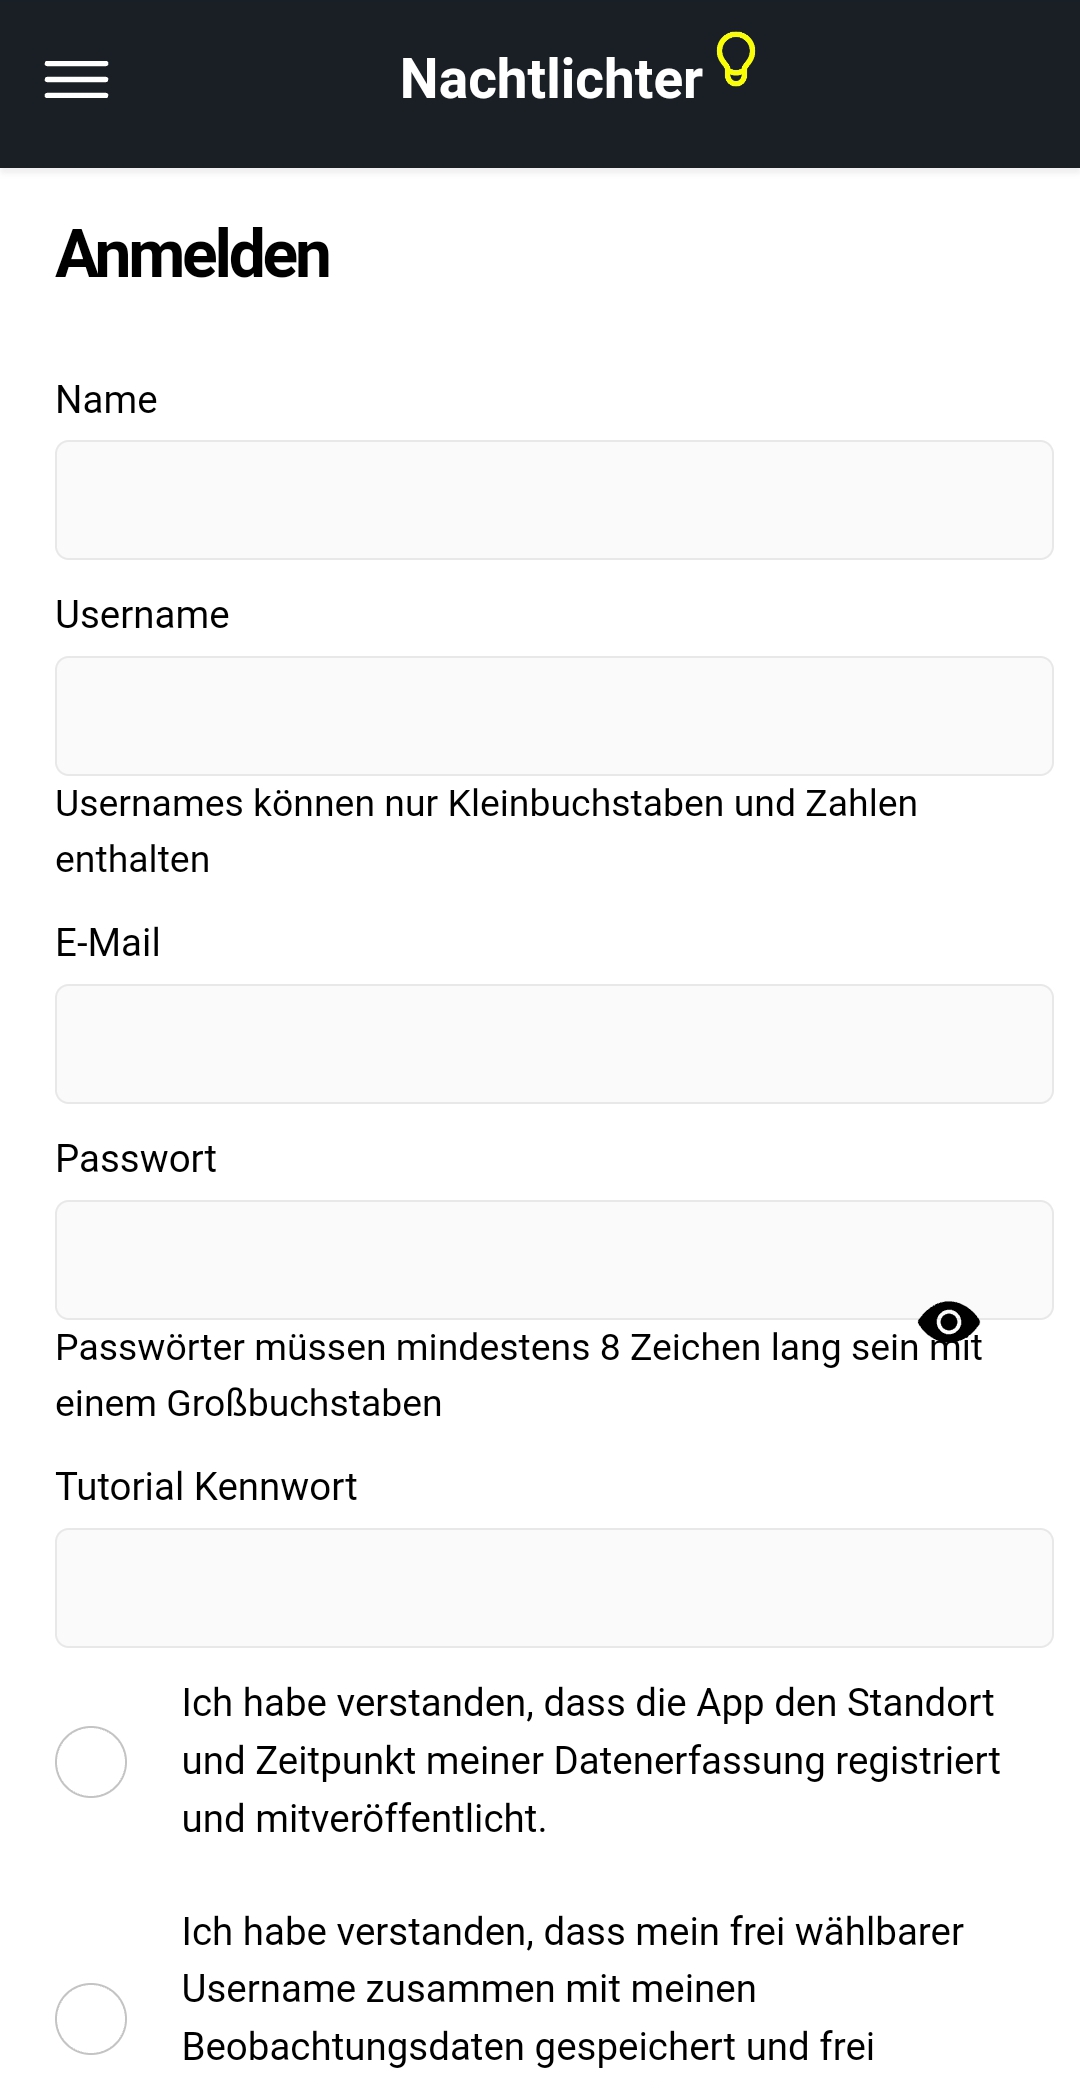 Nachtlichter
Anmelden
Name
Username
Usernames können nur Kleinbuchstaben und Zahlen
enthalten
E-Mail
Passwort
Passwörter müssen mindestens 8 Zeichen lang sein mit
einem Großbuchstaben
Tutorial Kennwort
Ich habe verstanden, dass die App den Standort
und Zeitpunkt meiner Datenerfassung registriert
und mitveröffentlicht.
Ich habe verstanden, dass mein frei wählbarer
Username zusammen mit meinen
Beobachtungsdaten gespeichert und frei